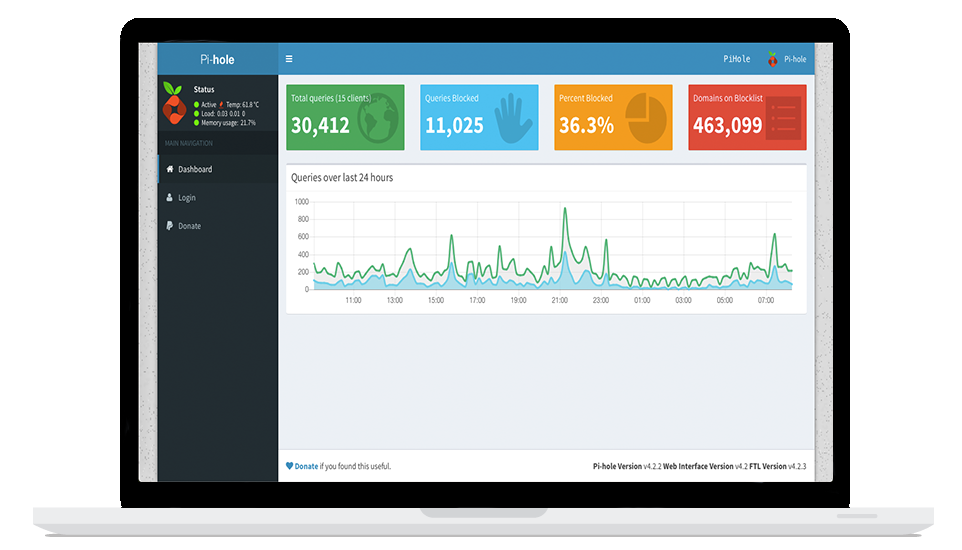 Pi-hole
PiHole
Pi-hole
Status
Active Temp: 61.8 °C
Load: 0.03 0.01 0
Memory usage: 21.7%
MAIN NAVIGATION
Dashboard
Login
Donate
Total queries (15 clients)
30,412
Queries Blocked
11,025
Percent Blocked
36.3%
Domains on Blocklist
463,099
Queries over last 24 hours
1000
800
600
400
200
0
11:00 13:00 15:00 17:00 19:00 21:00 23:00 01:00 03:00 05:00 07:00
Donate if you found this useful.
Pi-hole Version v4.2.2 Web Interface Version v4.2 FTL Version v4.2.3